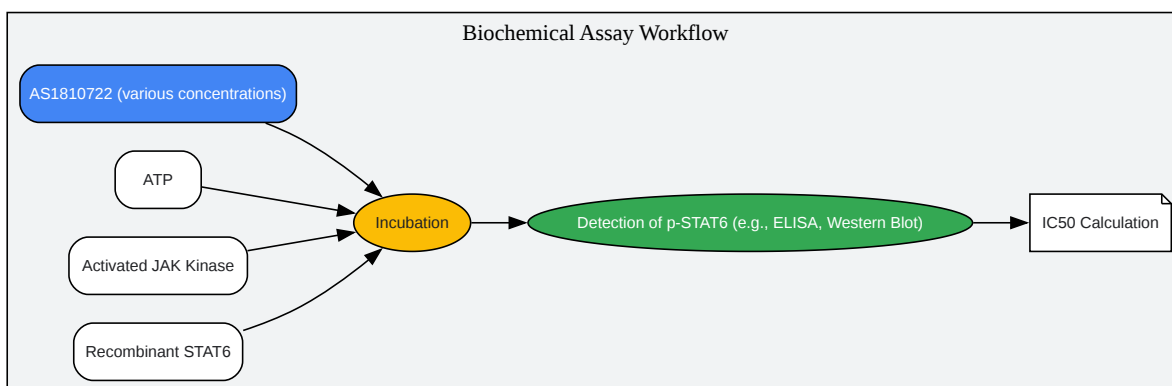 Biochemical Assay Workflow
AS1810722 (various concentrations)
ATP
Activated JAK Kinase
Recombinant STAT6
Incubation
Detection of p-STAT6 (e.g., ELISA, Western Blot)
IC50 Calculation